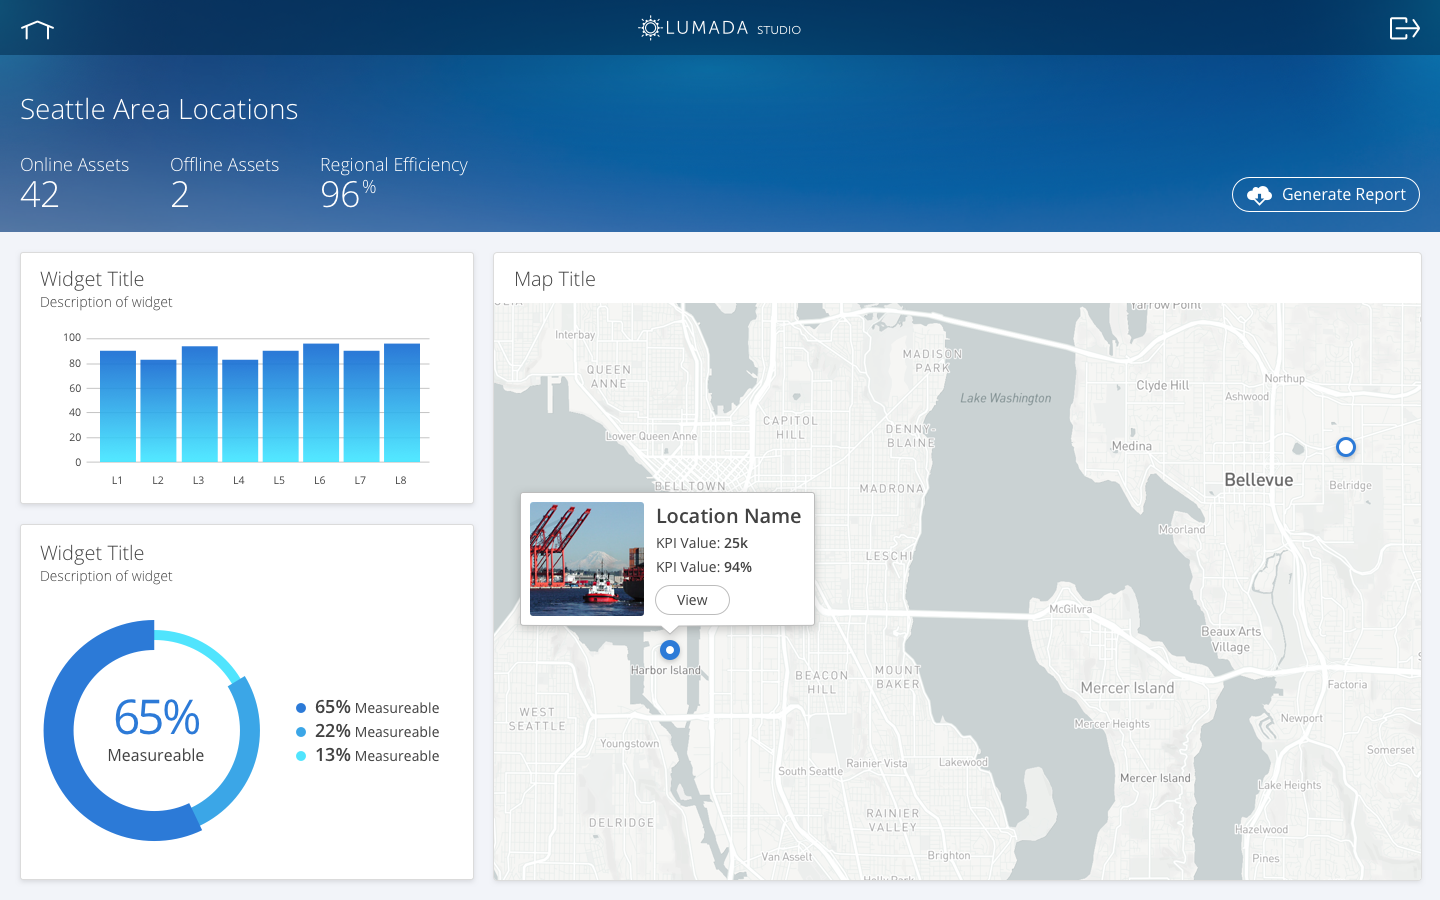 LUMADA STUDIO
Seattle Area Locations
Online Assets
42
Offline Assets
2
Regional Efficiency
96%
Generate Report
Widget Title
Description of widget
100
80
60
40
20
0
L1 L2 L3 L4 L5 L6 L7 L8
Widget Title
Description of widget
65%
Measureable
65% Measureable
22% Measureable
13% Measureable
Map Title
Yarrow Point
Interbay
MADISON
PARK
QUEEN
ANNE
Northup
Clyde Hill
Ashwood
Lake Washington
CAPITOL
HILL
DENNY-
BLAINE
Lower Queen Anne
Medina
Bellevue
Belridge
BELLTOWN
MADRONA
Moorland
LESCHI
Location Name
KPI Value: 25k
KPI Value: 94%
View
McGilvra
Beaux Arts
Village
Harbor Island
BEACON
HILL
MOUNT
BAKER
Mercer Island
Factoria
WEST
SEATTLE
Mercer Heights
Newport
Youngstown
Somerset
South Seattle
Rainier Vista
Lakewood
Mercer Island
Lake Heights
DELRIDGE
RAINIER
VALLEY
Hazelwood
Van Asselt
Brighton
Pines
Holly Park